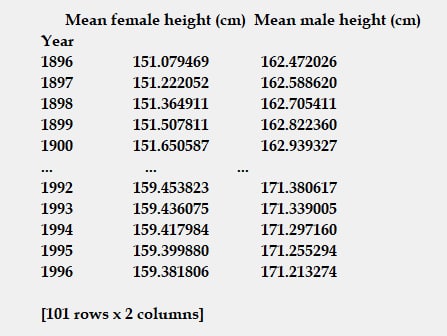 Mean female height (cm) Mean male height (cm)
Year
1896 151.079469 162.472026
1897 151.222052 162.588620
1898 151.364911 162.705411
1899 151.507811 162.822360
1900 151.650587 162.939327
... ... ...
1992 159.453823 171.380617
1993 159.436075 171.339005
1994 159.417984 171.297160
1995 159.399880 171.255294
1996 159.381806 171.213274
[101 rows x 2 columns]